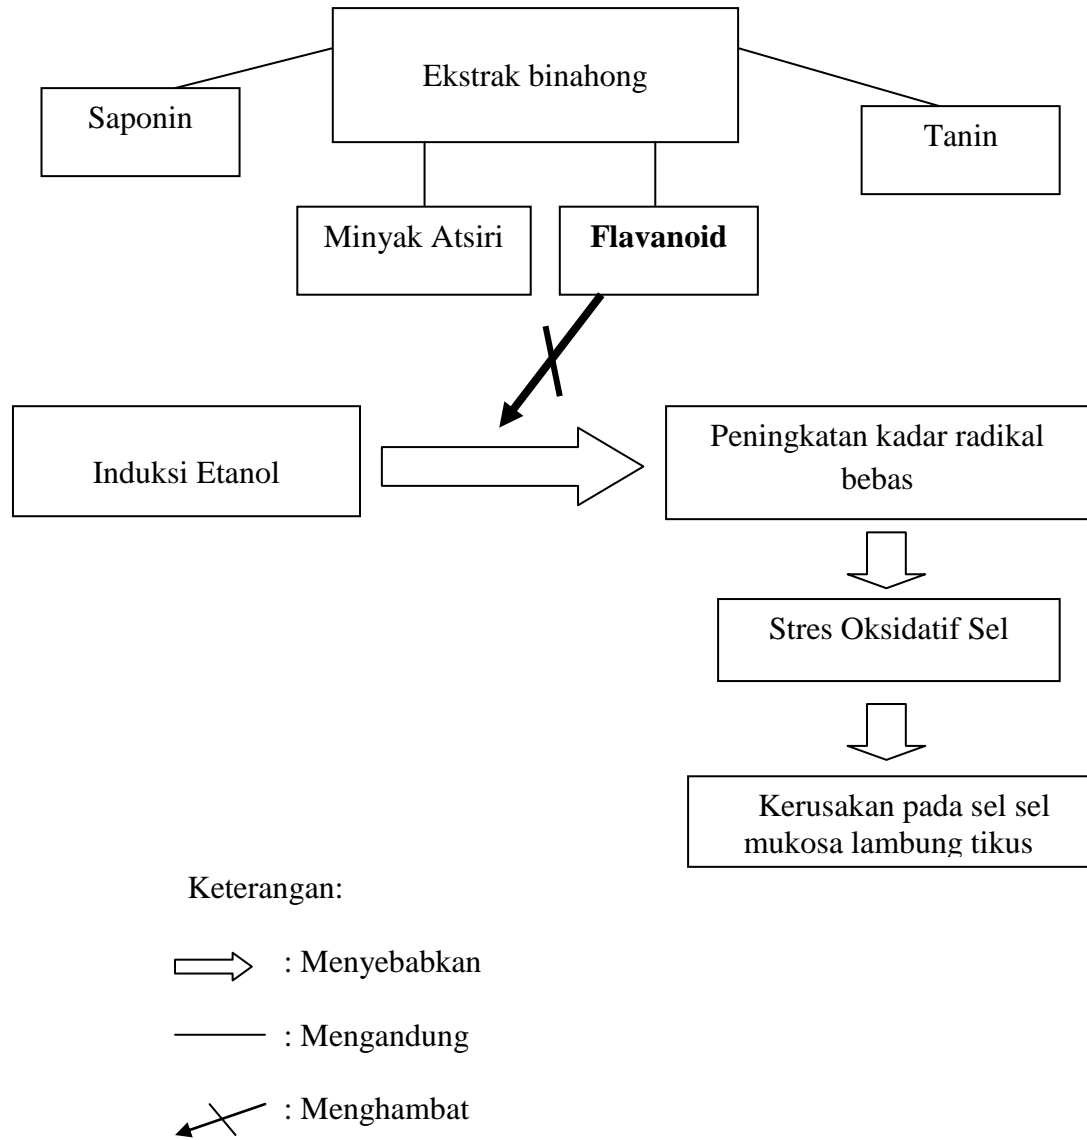 Ekstrak binahong
Saponin
Tanin
Minyak Atsiri
Flavanoid
Induksi Etanol
Peningkatan kadar radikal
bebas
Stres Oksidatif Sel
Kerusakan pada sel sel
mukosa lambung tikus
Keterangan:
: Menyebabkan
: Mengandung
: Menghambat